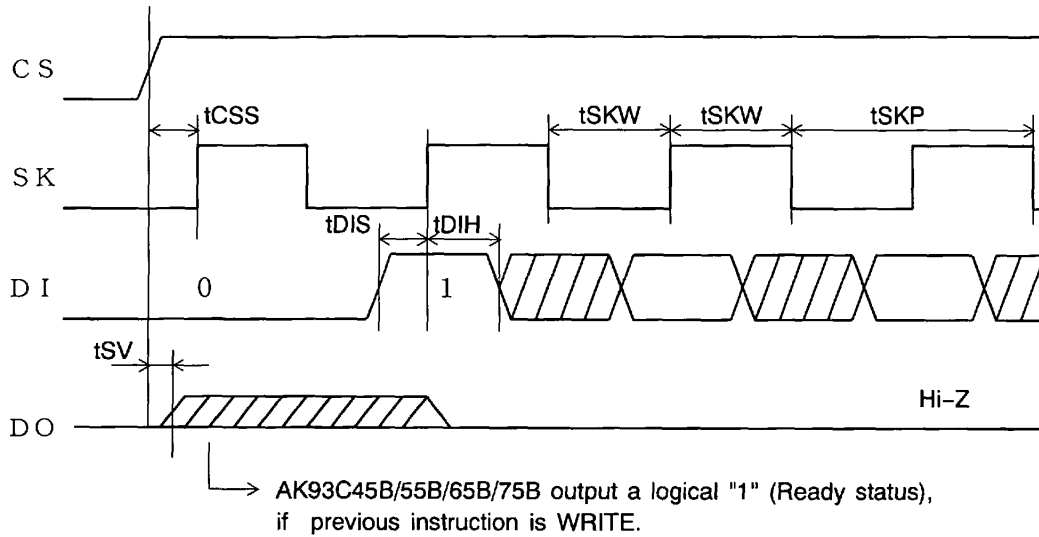 CS
tCSS
tSKW
tSKW
tSKP
SK
tDIS
tDIH
DI
0
1
tSV
Hi-Z
DO
AK93C45B/55B/65B/75B output a logical "1" (Ready status),
if previous instruction is WRITE.